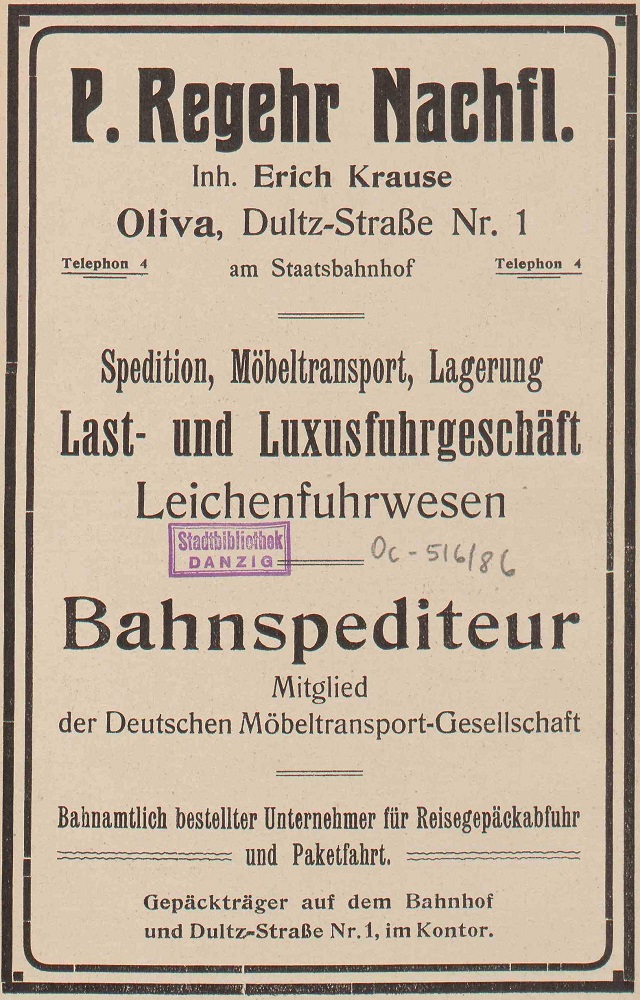 P. Regehr Nachfl.
Inh. Erich Krause
Oliva, Dultz-Straße Nr. 1
Telephon 4 am Staatsbahnhof Telephon 4
Spedition, Möbeltransport, Lagerung
Last- und Luxusfuhrgeschäft
Leichenfuhrwesen
Stadtbibliothek
DANZIG
Oc - 516/86
Bahnspediteur
Mitglied
der Deutschen Möbeltransport-Gesellschaft
Bahnamtlich bestellter Unternehmer für Reisegepäckabfuhr
und Paketfahrt.
Gepäckträger auf dem Bahnhof
und Dultz-Straße Nr. 1, im Kontor.